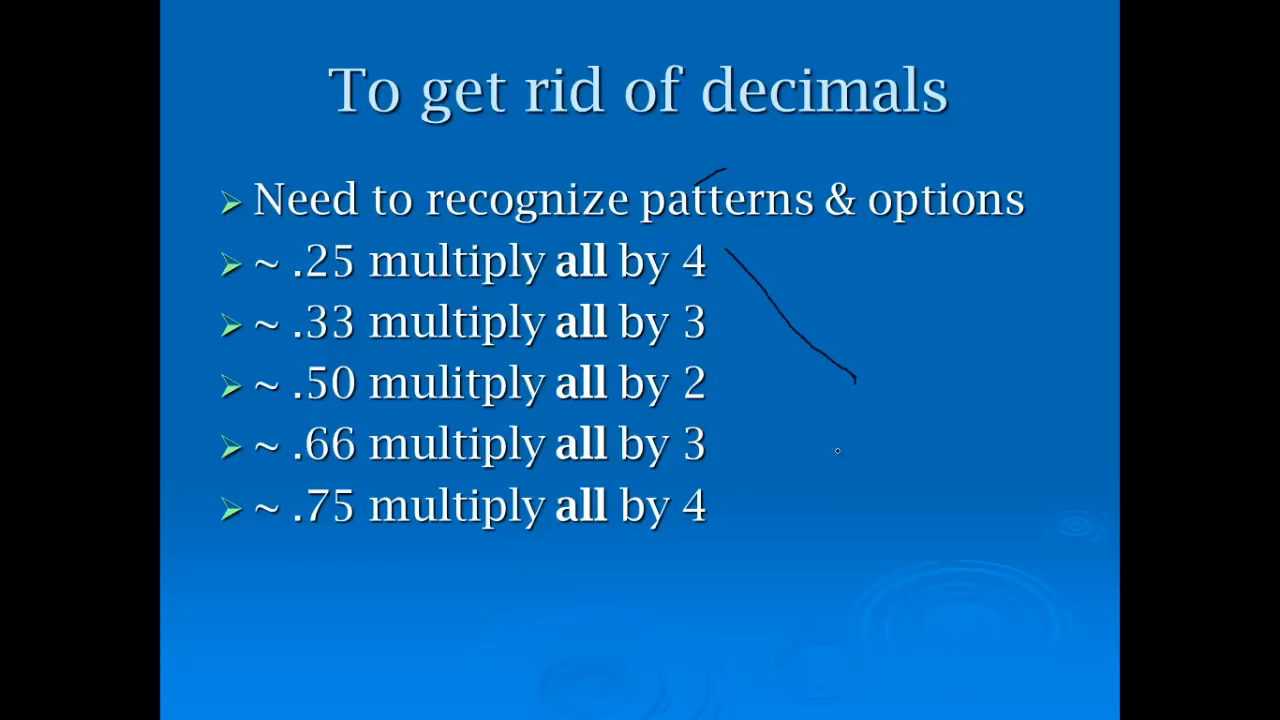 To get rid of decimals
Need to recognize patterns & options
~ .25 multiply all by 4
~ .33 multiply all by 3
~ .50 mulitply all by 2
~ .66 multiply all by 3
~ .75 multiply all by 4